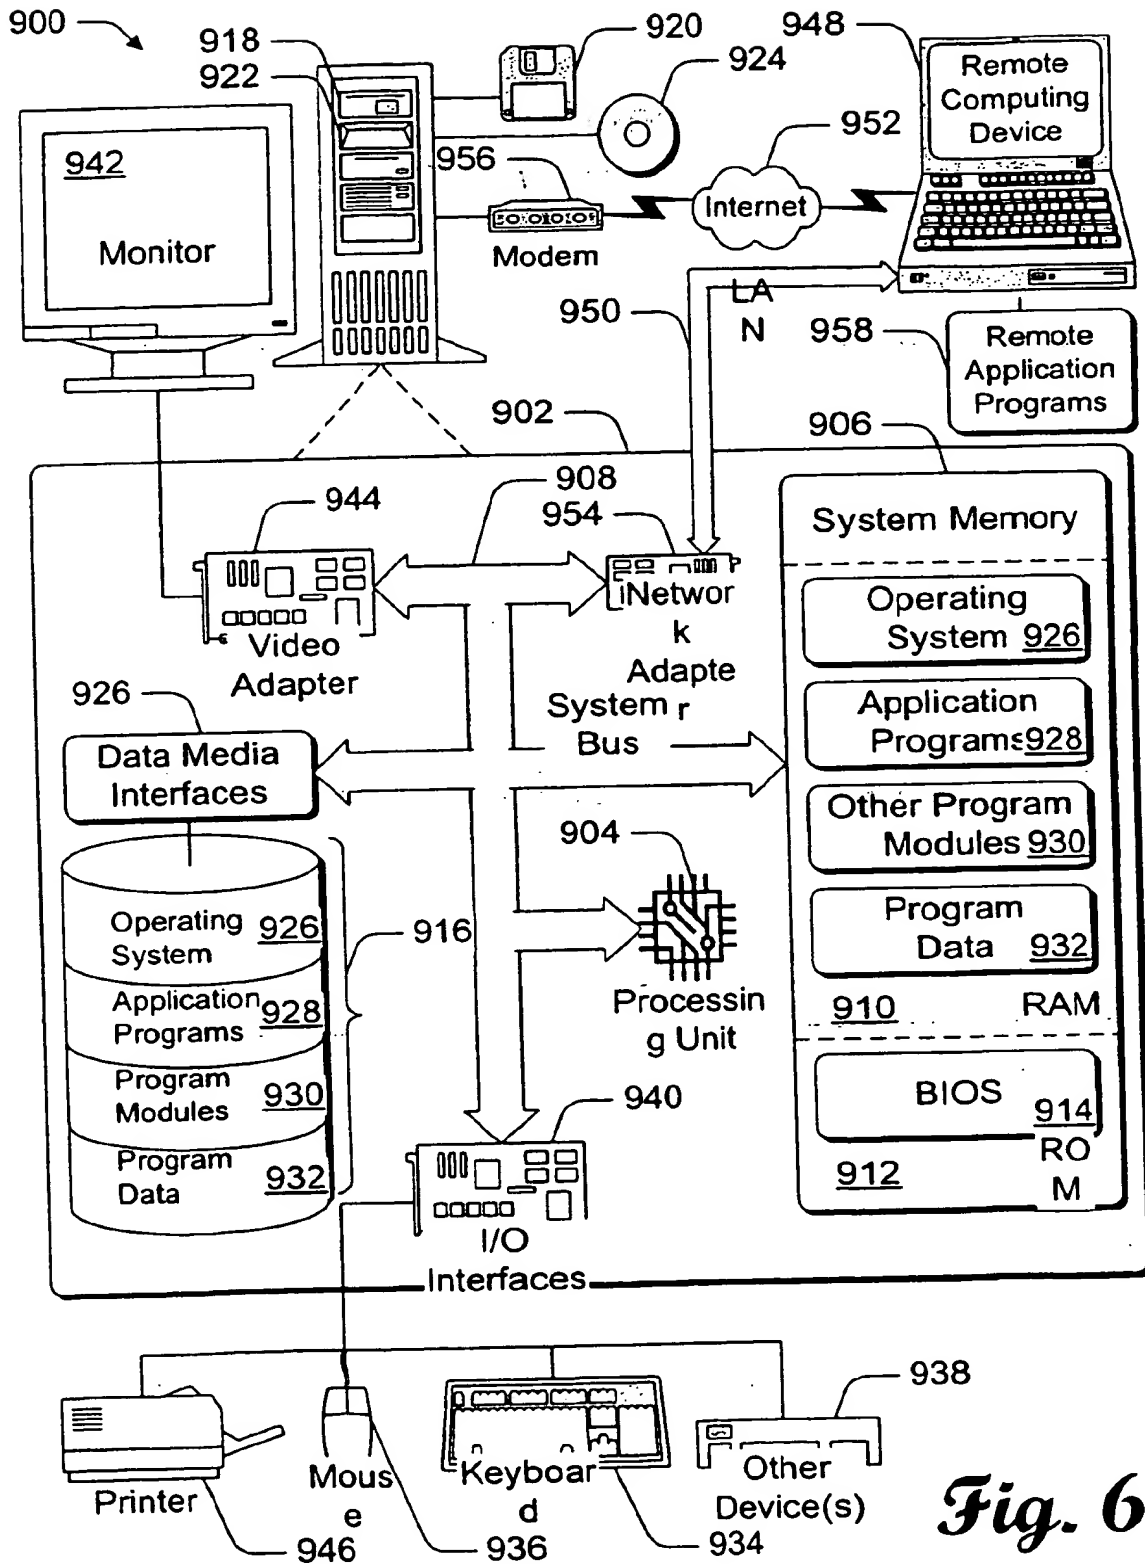 900
918
922
920
924
948
Remote
Computing
Device
942
Monitor
956
952
Internet
Modem
950
LA
N
958
Remote
Application
Programs
902
906
908
944
954
System Memory
Operating
System 926
Application
Programs 928
Other Program
Modules 930
Program
Data 932
910 RAM
BIOS
914
912
RO
M
Video
Adapter
iNetwor
k
Adapte
r
System
Bus
926
Data Media
Interfaces
Operating
System 926
Application
Programs 928
Program
Modules 930
Program
Data 932
916
904
Processin
g Unit
940
I/O
Interfaces
Printer
946
Mous
e
936
Keyboar
d
934
938
Other
Device(s)
Fig. 6